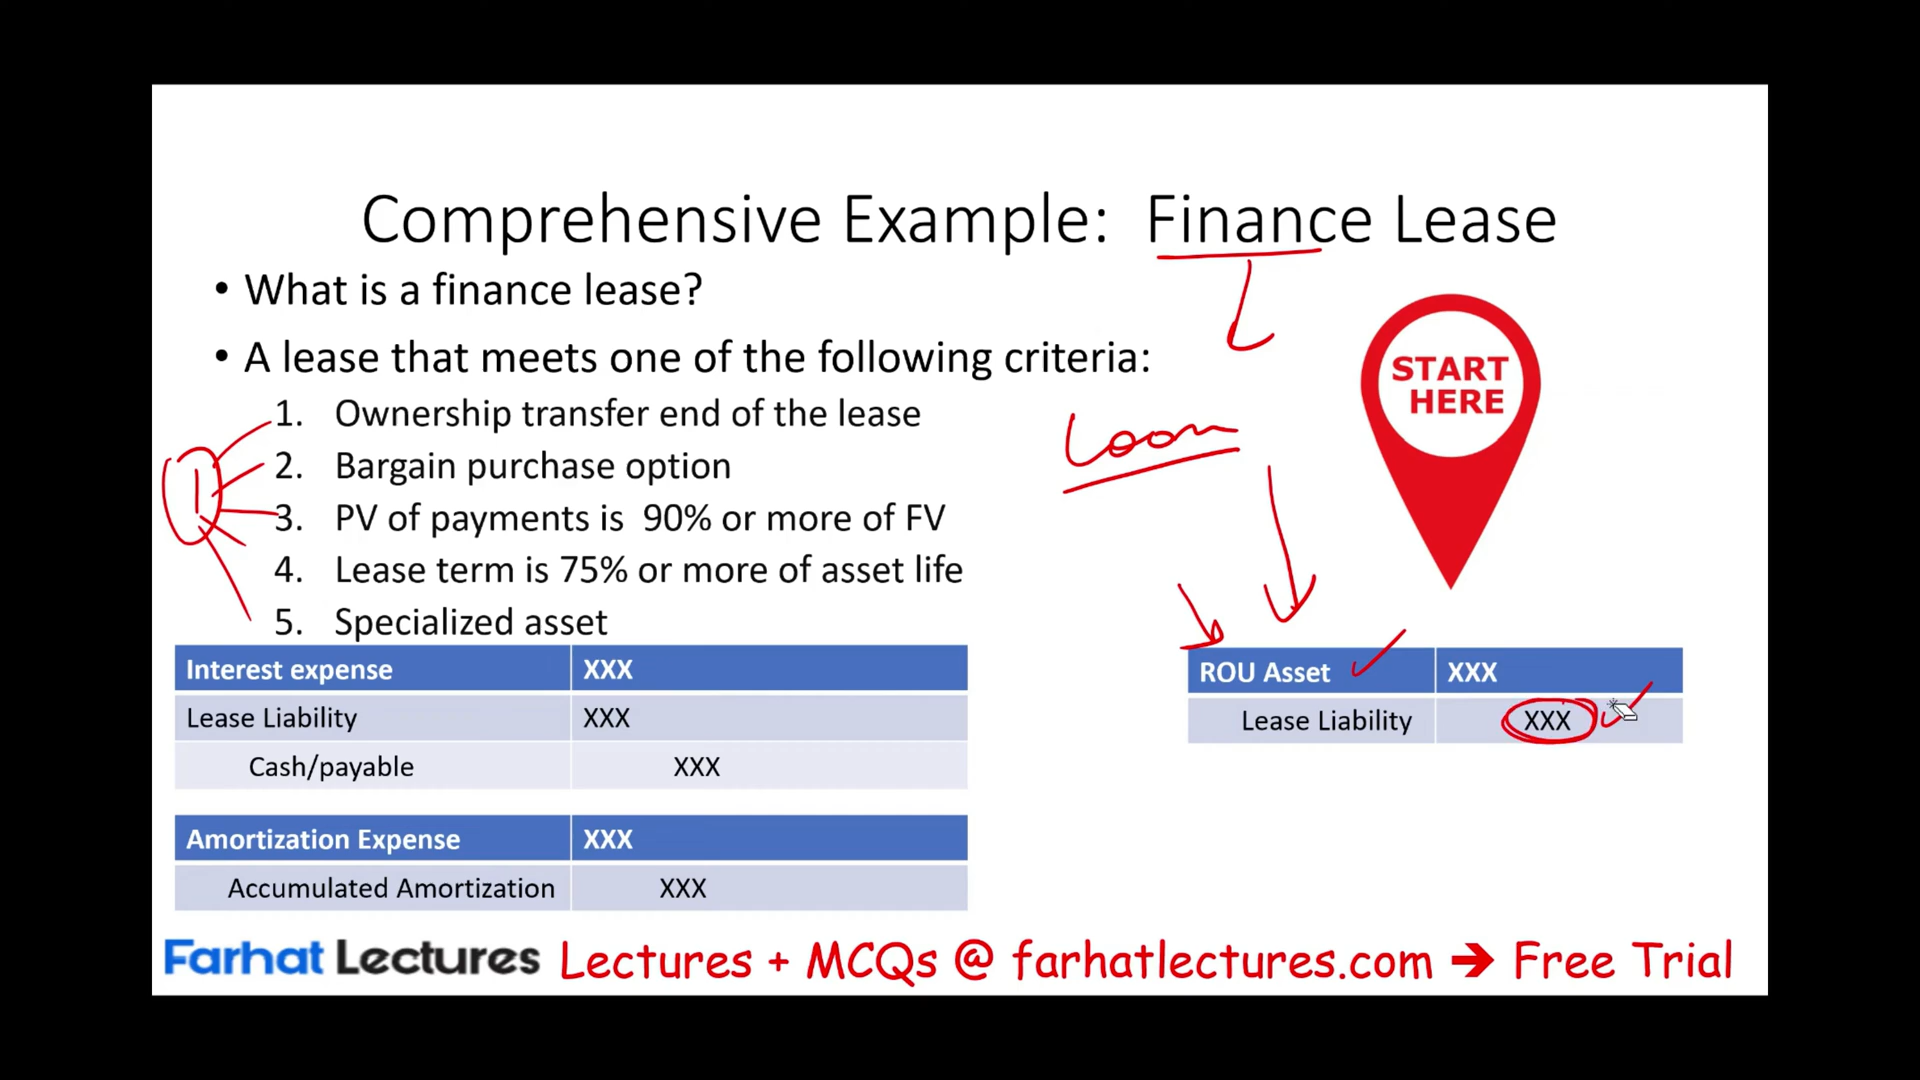 Comprehensive Example: Finance Lease
• What is a finance lease?
• A lease that meets one of the following criteria:
1. Ownership transfer end of the lease
2. Bargain purchase option
3. PV of payments is 90% or more of FV
4. Lease term is 75% or more of asset life
5. Specialized asset
1
Loan
START
HERE
Interest expense XXX
Lease Liability XXX
Cash/payable XXX
Amortization Expense XXX
Accumulated Amortization XXX
ROU Asset XXX
Lease Liability XXX
Farhat Lectures Lectures + MCQs @ farhatlectures.com → Free Trial